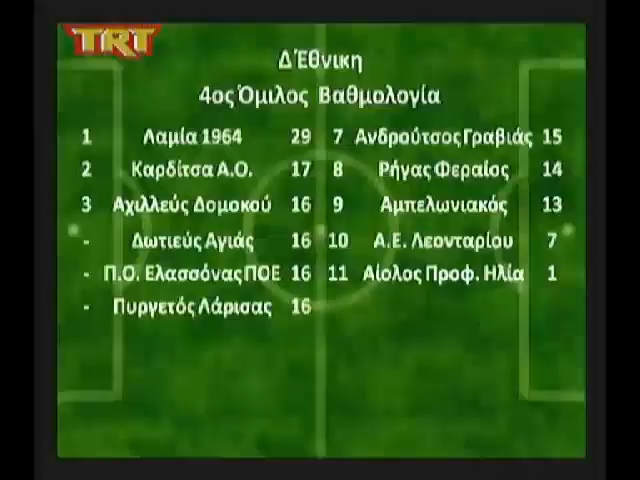 TRT
Δ΄Έθνικη
4ος Όμιλος Βαθμολογία
1 Λαμία 1964 29
2 Καρδίτσα Α.Ο. 17
3 Αχιλλεύς Δομοκού 16
- Δωτιεύς Αγιάς 16
- Π.Ο. Ελασσόνας ΠΟΕ 16
- Πυργετός Λάρισας 16
7 Ανδρούτσος Γραβιάς 15
8 Ρήγας Φεραίος 14
9 Αμπελωνιακός 13
10 Α.Ε. Λεονταρίου 7
11 Αίολος Προφ. Ηλία 1